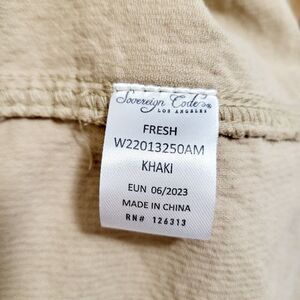 Sovereign Code
LOS ANGELES
FRESH
W22013250AM
KHAKI
EUN 06/2023
MADE IN CHINA
RN# 126313